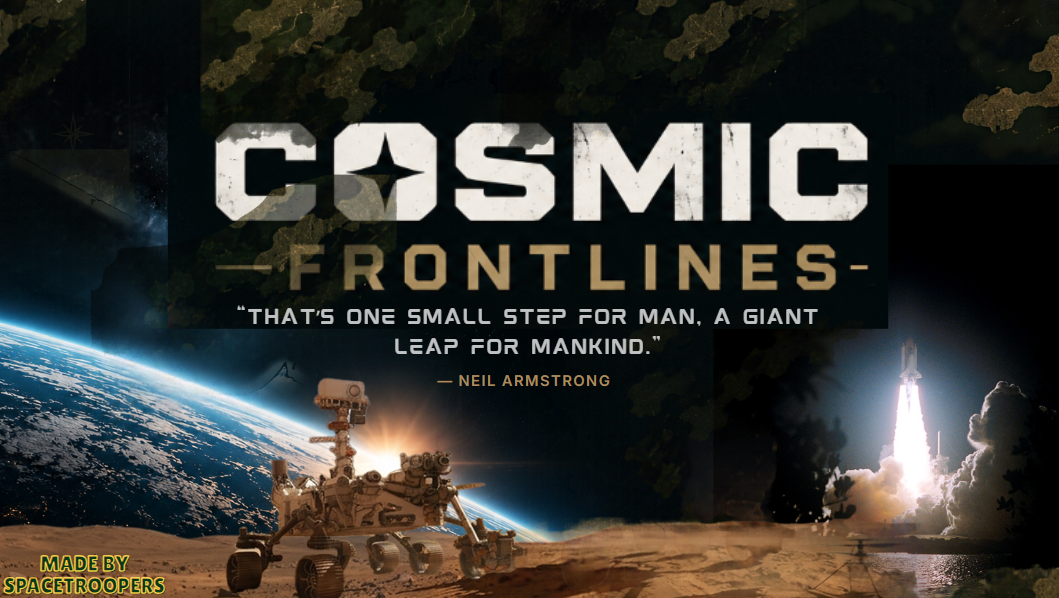 COSMIC
—FRONTLINES-
“THAT'S ONE SMALL STEP FOR MAN, A GIANT
LEAP FOR MANKIND.”
— NEIL ARMSTRONG
MADE BY
SPACETROOPERS